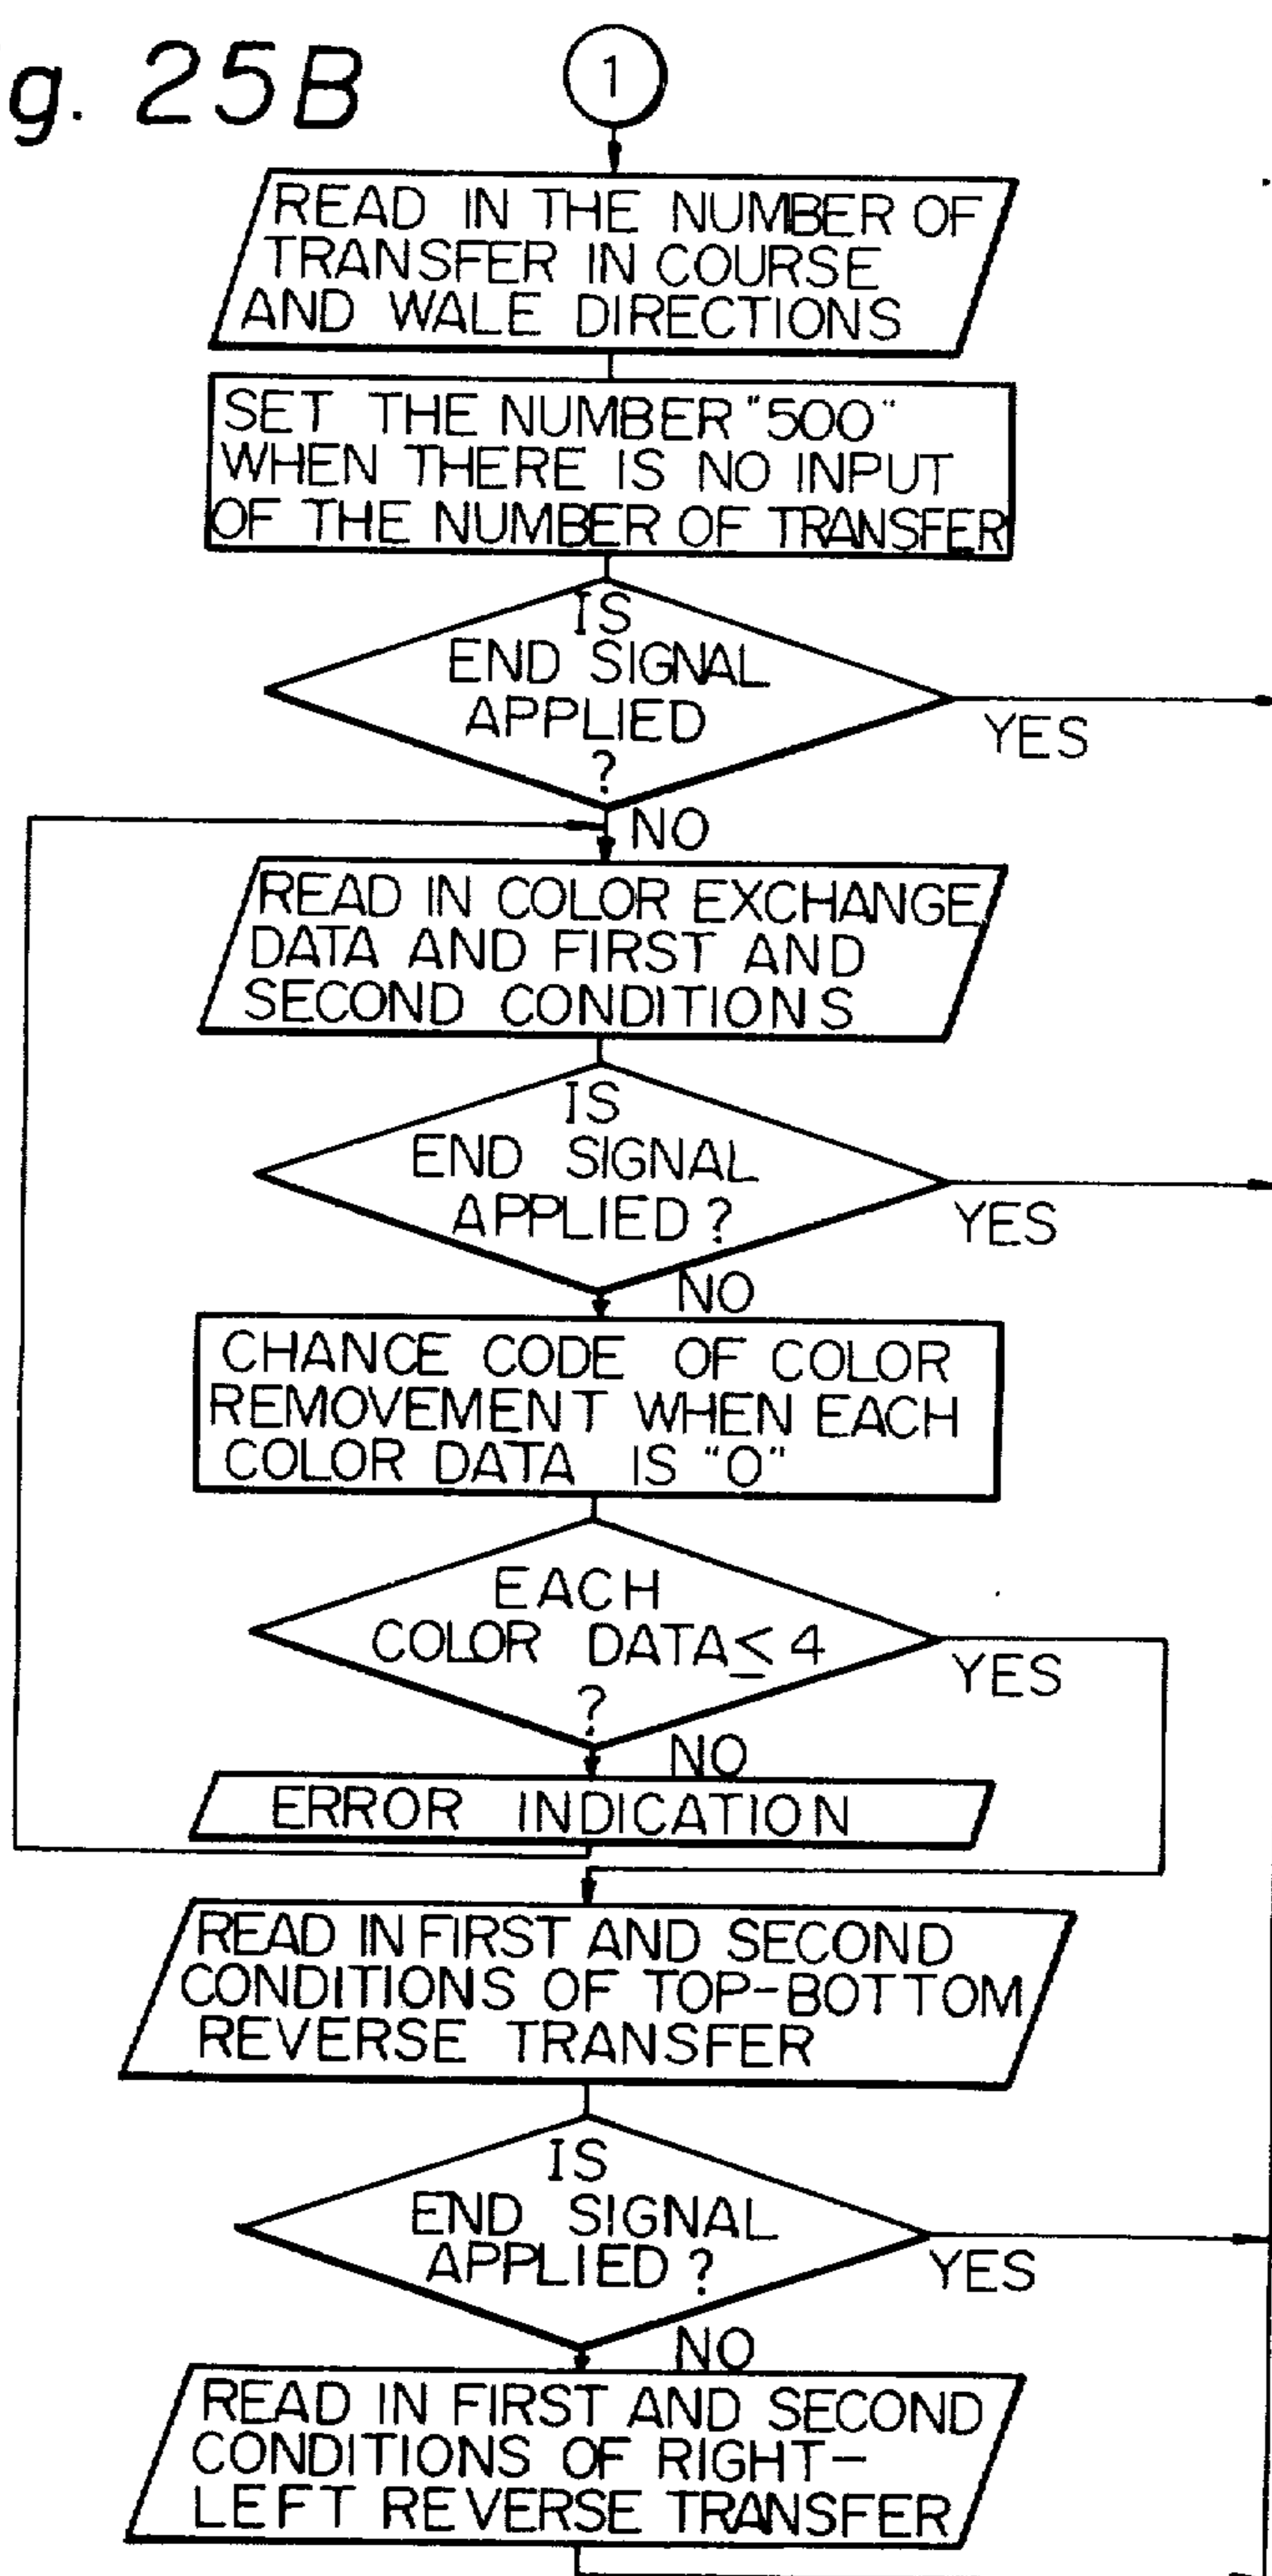 g. 25B
1
READ IN THE NUMBER OF
TRANSFER IN COURSE
AND WALE DIRECTIONS
SET THE NUMBER "500"
WHEN THERE IS NO INPUT
OF THE NUMBER OF TRANSFER
IS
END SIGNAL
APPLIED
?
YES
NO
READ IN COLOR EXCHANGE
DATA AND FIRST AND
SECOND CONDITIONS
IS
END SIGNAL
APPLIED?
YES
NO
CHANCE CODE OF COLOR
REMOVEMENT WHEN EACH
COLOR DATA IS "0"
EACH
COLOR DATA ≤ 4
?
YES
NO
ERROR INDICATION
READ IN FIRST AND SECOND
CONDITIONS OF TOP-BOTTOM
REVERSE TRANSFER
IS
END SIGNAL
APPLIED?
YES
NO
READ IN FIRST AND SECOND
CONDITIONS OF RIGHT-
LEFT REVERSE TRANSFER